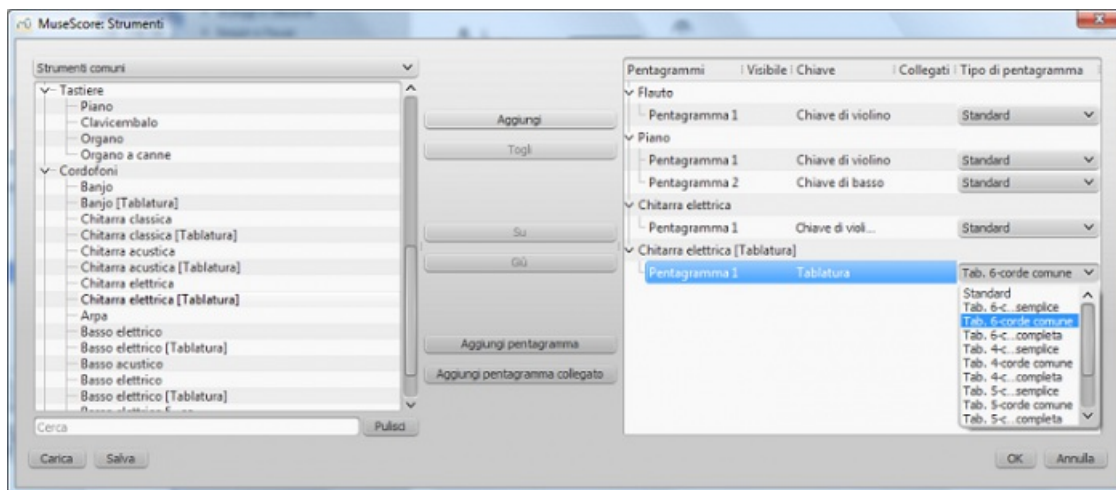 MuseScore: Strumenti
Strumenti comuni
Tastiere
Piano
Clavicembalo
Organo
Organo a canne
Cordofoni
Banjo
Banjo [Tablatura]
Chitarra classica
Chitarra classica [Tablatura]
Chitarra acustica
Chitarra acustica [Tablatura]
Chitarra elettrica
Chitarra elettrica [Tablatura]
Arpa
Basso elettrico
Basso elettrico [Tablatura]
Basso acustico
Basso elettrico
Basso elettrico [Tablatura]
Cerca
Pulisci
Carica Salva
Aggiungi
Togli
Su
Giù
Aggiungi pentagramma
Aggiungi pentagramma collegato
Pentagrammi Visibile Chiave Collegati Tipo di pentagramma
Flauto
Pentagramma 1 Chiave di violino Standard
Piano
Pentagramma 1 Chiave di violino Standard
Pentagramma 2 Chiave di basso Standard
Chitarra elettrica
Pentagramma 1 Chiave di violi... Standard
Chitarra elettrica [Tablatura]
Pentagramma 1 Tablatura Tab. 6-corde comune
Standard
Tab. 6-c...semplice
Tab. 6-corde comune
Tab. 6-c...completa
Tab. 4-c...semplice
Tab. 4-corde comune
Tab. 4-c...completa
Tab. 5-c...semplice
Tab. 5-corde comune
Tab. 5-c...completa
OK Annulla